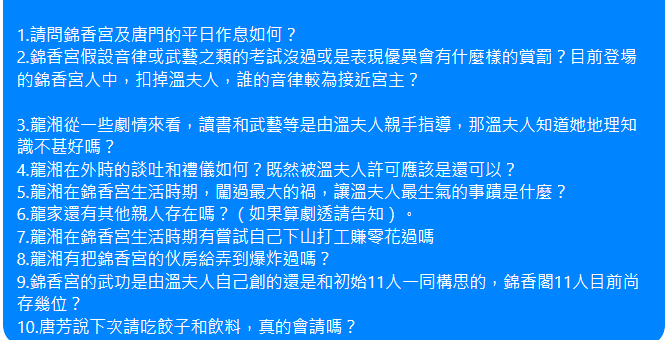 1.請問錦香宮及唐門的平日作息如何？
2.錦香宮假設音律或武藝之類的考試沒過或是表現優異會有什麼樣的賞罰？目前登場
的錦香宮人中，扣掉溫夫人，誰的音律較為接近宮主？
3.龍湘從一些劇情來看，讀書和武藝等是由溫夫人親手指導，那溫夫人知道她地理知
識不甚好嗎？
4.龍湘在外時的談吐和禮儀如何？既然被溫夫人許可應該是還可以？
5.龍湘在錦香宮生活時期，闖過最大的禍，讓溫夫人最生氣的事蹟是什麼？
6.龍家還有其他親人存在嗎？（如果算劇透請告知）。
7.龍湘在錦香宮生活時期有嘗試自己下山打工賺零花過嗎
8.龍湘有把錦香宮的伙房給弄到爆炸過嗎？
9.錦香宮的武功是由溫夫人自己創的還是和初始11人一同構思的，錦香閣11人目前尚
存幾位？
10.唐芳說下次請吃餃子和飲料，真的會請嗎？